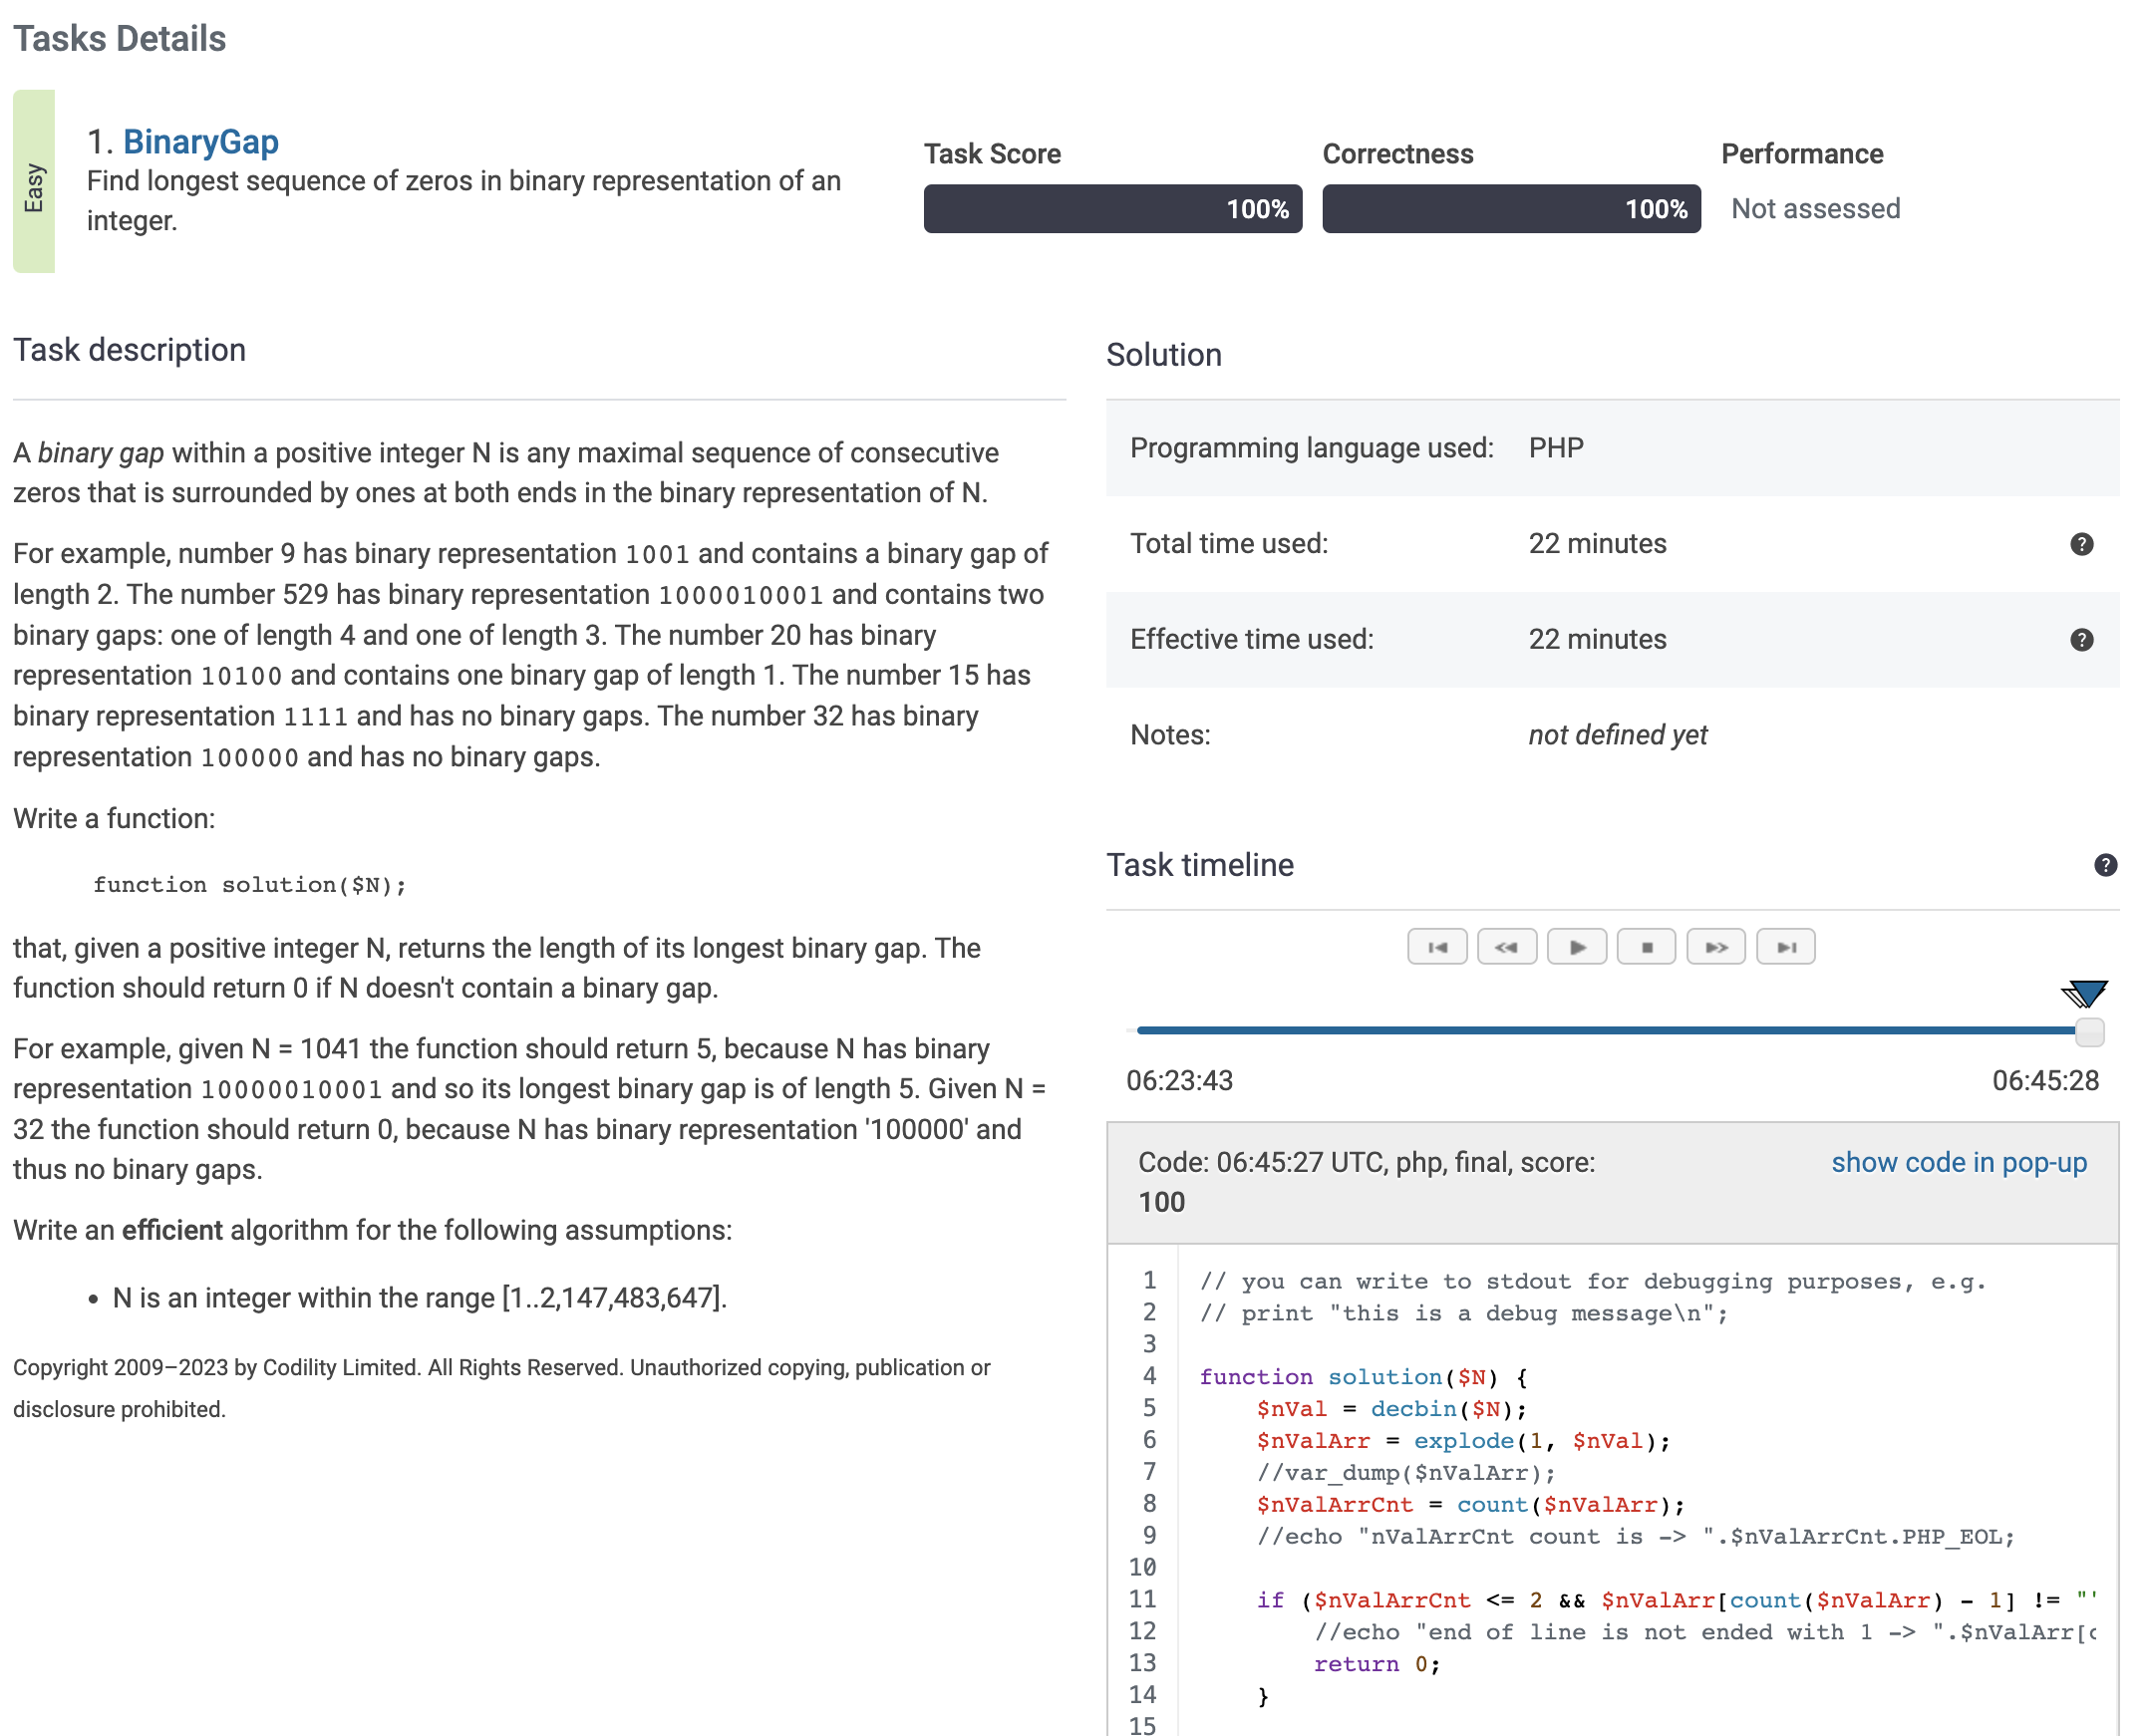 Tasks Details
Easy
1. BinaryGap
Find longest sequence of zeros in binary representation of an
integer.
Task Score
100%
Correctness
100%
Performance
Not assessed
Task description
A binary gap within a positive integer N is any maximal sequence of consecutive
zeros that is surrounded by ones at both ends in the binary representation of N.
For example, number 9 has binary representation 1001 and contains a binary gap of
length 2. The number 529 has binary representation 1000010001 and contains two
binary gaps: one of length 4 and one of length 3. The number 20 has binary
representation 10100 and contains one binary gap of length 1. The number 15 has
binary representation 1111 and has no binary gaps. The number 32 has binary
representation 100000 and has no binary gaps.
Write a function:
function solution($N);
that, given a positive integer N, returns the length of its longest binary gap. The
function should return 0 if N doesn't contain a binary gap.
For example, given N = 1041 the function should return 5, because N has binary
representation 10000010001 and so its longest binary gap is of length 5. Given N =
32 the function should return 0, because N has binary representation '100000' and
thus no binary gaps.
Write an efficient algorithm for the following assumptions:
• N is an integer within the range [1..2,147,483,647].
Copyright 2009–2023 by Codility Limited. All Rights Reserved. Unauthorized copying, publication or
disclosure prohibited.
Solution
Programming language used: PHP
Total time used: 22 minutes ?
Effective time used: 22 minutes ?
Notes: not defined yet
Task timeline ?
06:23:43 06:45:28
Code: 06:45:27 UTC, php, final, score: show code in pop-up
100
1 // you can write to stdout for debugging purposes, e.g.
2 // print "this is a debug message\n";
3
4 function solution($N) {
5 $nVal = decbin($N);
6 $nValArr = explode(1, $nVal);
7 //var_dump($nValArr);
8 $nValArrCnt = count($nValArr);
9 //echo "nValArrCnt count is -> ".$nValArrCnt.PHP_EOL;
10
11 if ($nValArrCnt <= 2 && $nValArr[count($nValArr) - 1] != "'
12 //echo "end of line is not ended with 1 -> ".$nValArr[c
13 return 0;
14 }
15